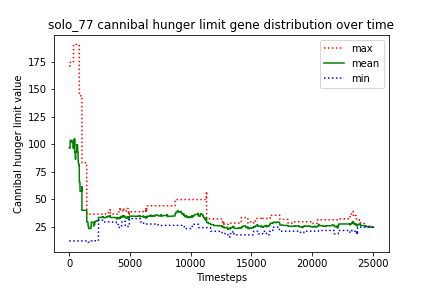 solo_77 cannibal hunger limit gene distribution over time
max
mean
min
Cannibal hunger limit value
175
150
125
100
75
50
25
0
5000
10000
15000
20000
25000
Timesteps